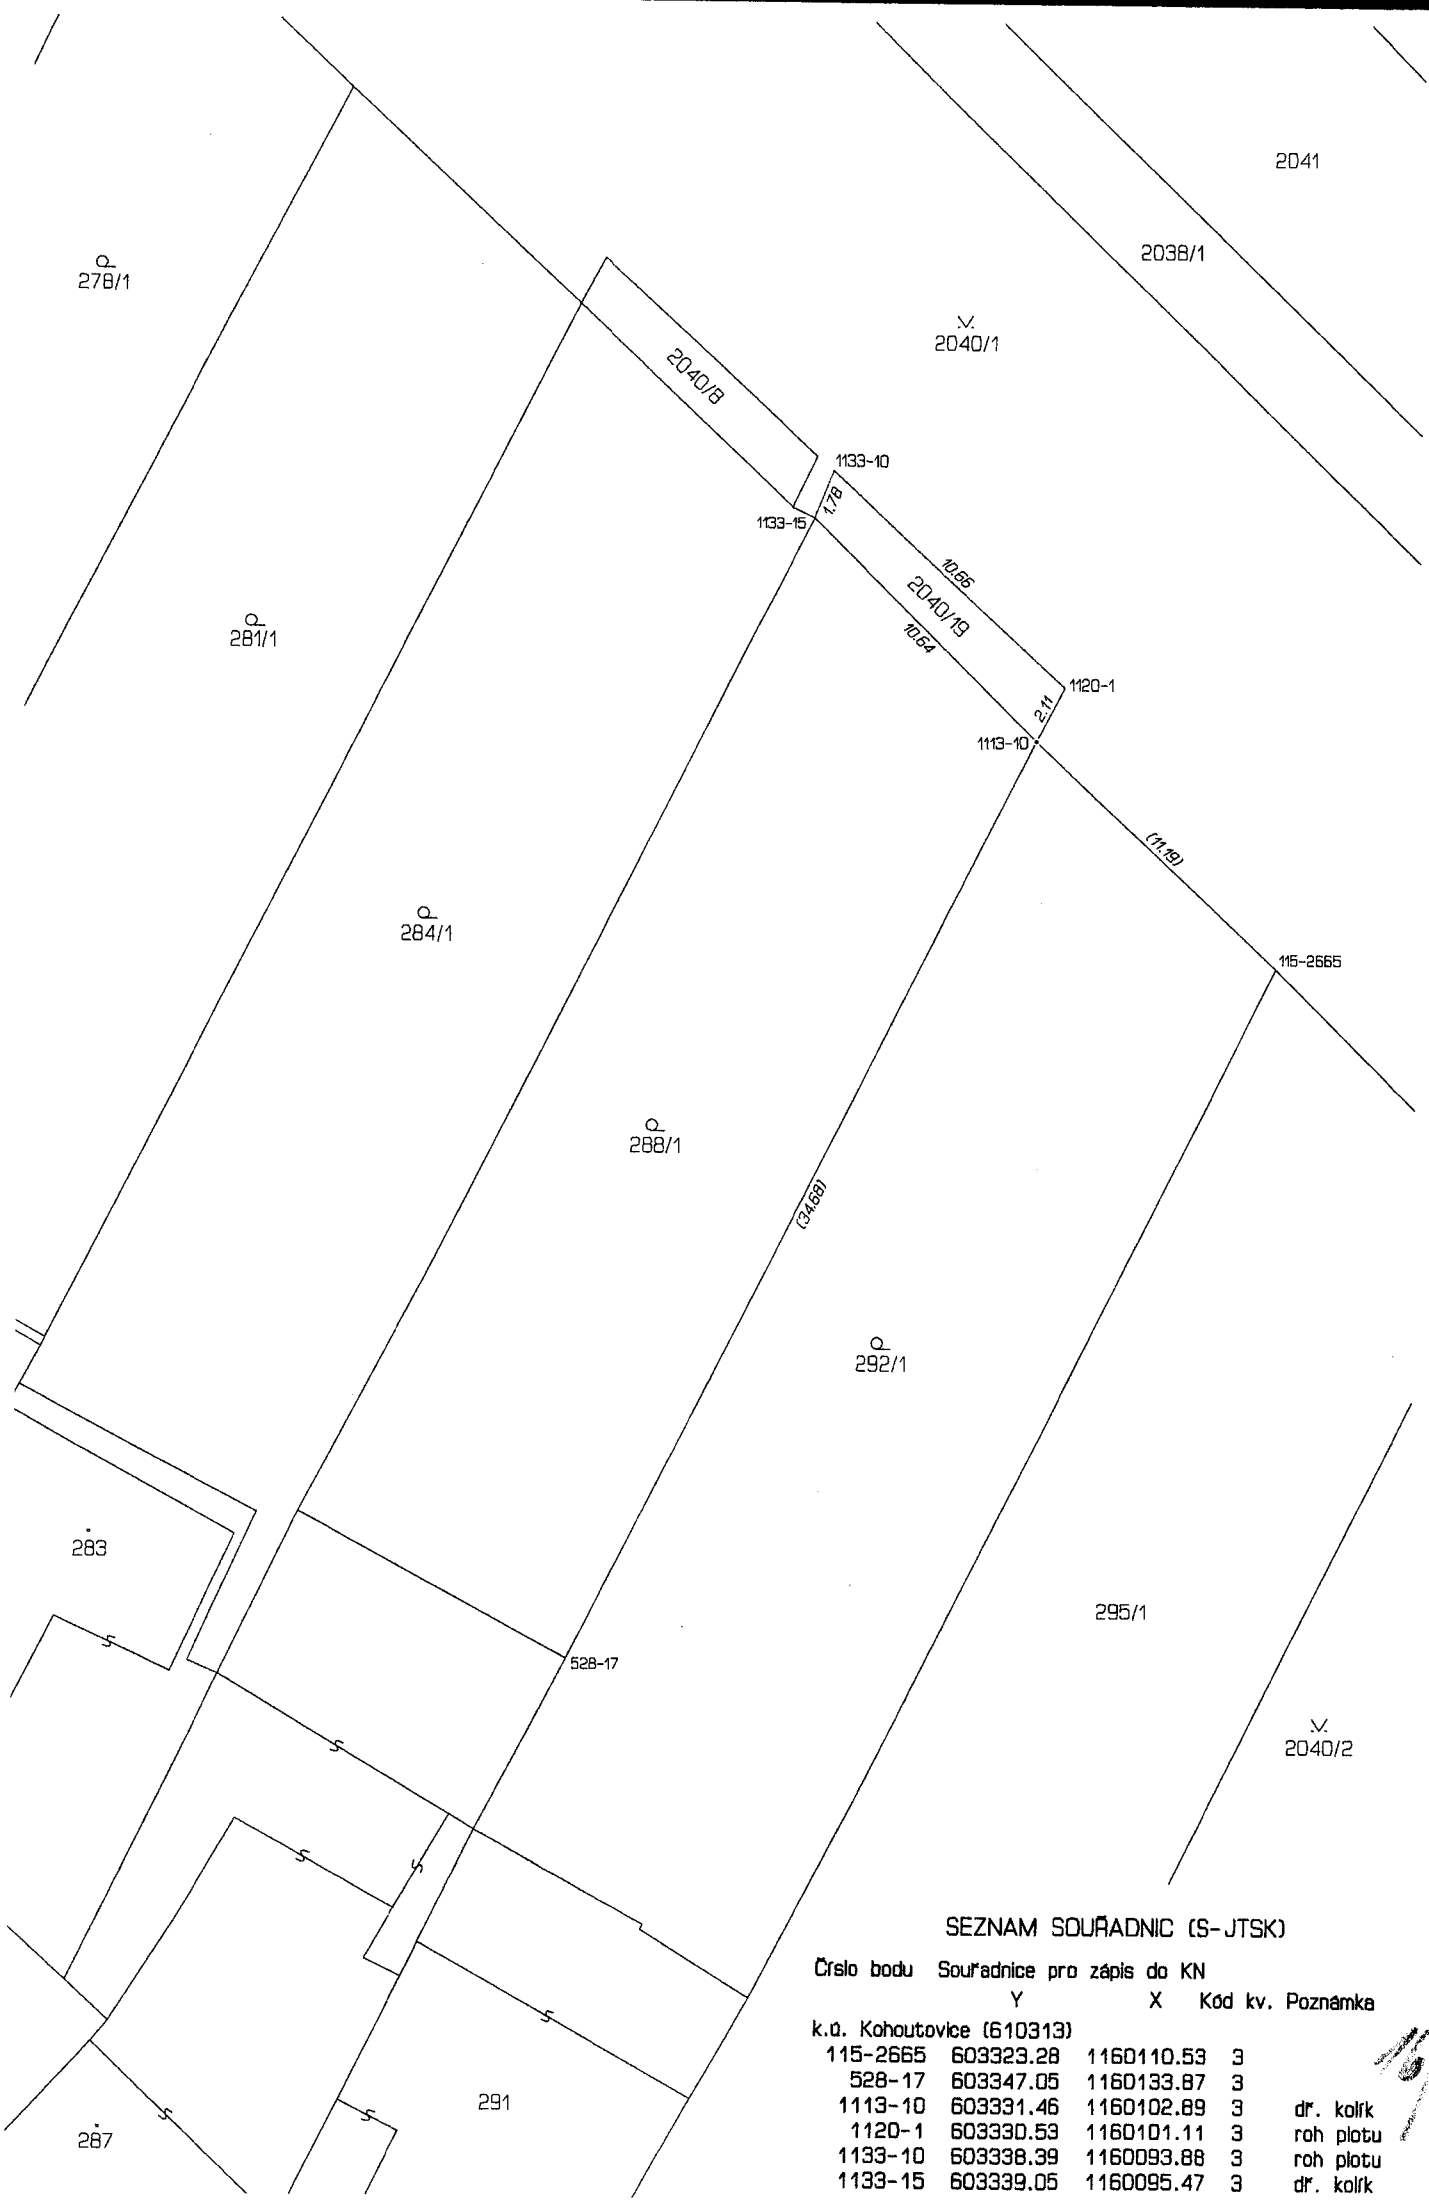 2041
2038/1
278/1
2040/1
2040/8
1133-10
1.78
1133-15
10.66
2040/19
10.64
281/1
1120-1
2.11
1113-10
(11.19)
284/1
115-2665
288/1
(34.68)
292/1
283
295/1
528-17
2040/2
SEZNAM SOUŘADNIC (S-JTSK)
Číslo bodu Souřadnice pro zápis do KN
Y X Kód kv. Poznámka
k.ú. Kohoutovice (610313)
115-2665 603323.28 1160110.53 3
528-17 603347.05 1160133.87 3
1113-10 603331.46 1160102.89 3 dř. kolík
1120-1 603330.53 1160101.11 3 roh plotu
1133-10 603338.39 1160093.88 3 roh plotu
1133-15 603339.05 1160095.47 3 dř. kolík
291
287